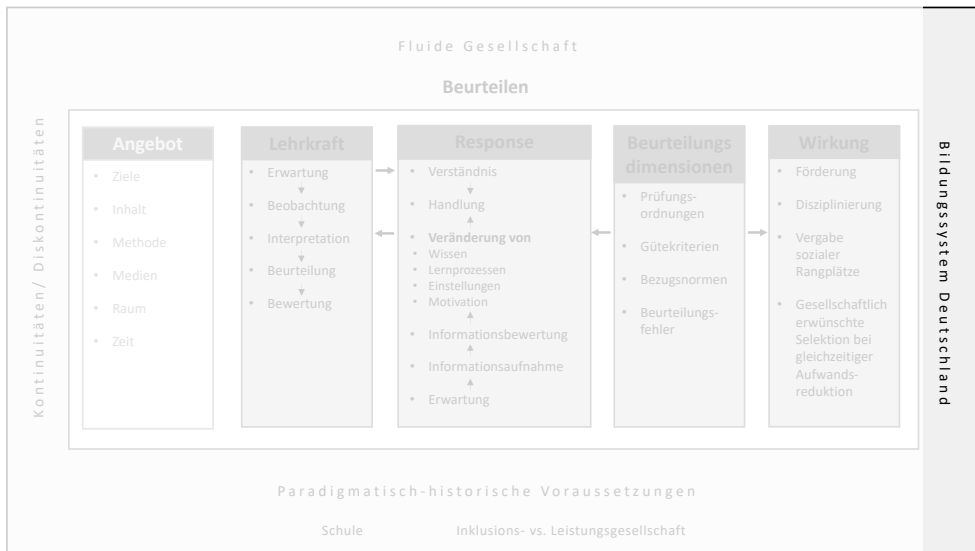 Fluide Gesellschaft
Beurteilen
Kontinuitäten/ Diskontinuitäten
Angebot
• Ziele
• Inhalt
• Methode
• Medien
• Raum
• Zeit
Lehrkraft
• Erwartung
• Beobachtung
• Interpretation
• Beurteilung
• Bewertung
Response
• Verständnis
• Handlung
• Veränderung von
• Wissen
• Lernprozessen
• Einstellungen
• Motivation
• Informationsbewertung
• Informationsaufnahme
• Erwartung
Beurteilungs
dimensionen
• Prüfungs-
ordnungen
• Gütekriterien
• Bezugsnormen
• Beurteilungs-
fehler
Wirkung
• Förderung
• Disziplinierung
• Vergabe
sozialer
Rangplätze
• Gesellschaftlich
erwünschte
Selektion bei
gleichzeitiger
Aufwands-
reduktion
Bildungssystem Deutschland
Paradigmatisch-historische Voraussetzungen
Schule
Inklusions- vs. Leistungsgesellschaft